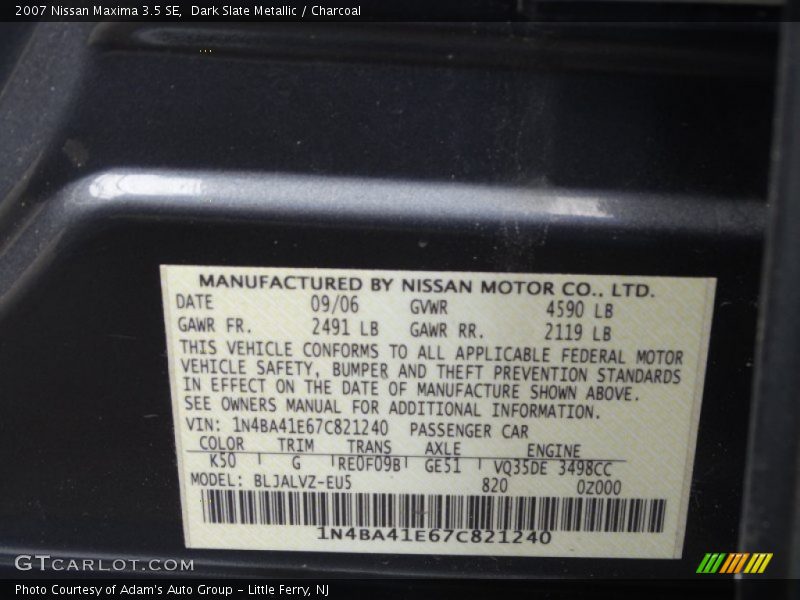 2007 Nissan Maxima 3.5 SE, Dark Slate Metallic / Charcoal
MANUFACTURED BY NISSAN MOTOR CO., LTD.
DATE 09/06 GVWR 4590 LB
GAWR FR. 2491 LB GAWR RR. 2119 LB
THIS VEHICLE CONFORMS TO ALL APPLICABLE FEDERAL MOTOR
VEHICLE SAFETY, BUMPER AND THEFT PREVENTION STANDARDS
IN EFFECT ON THE DATE OF MANUFACTURE SHOWN ABOVE.
SEE OWNERS MANUAL FOR ADDITIONAL INFORMATION.
VIN: 1N4BA41E67C821240 PASSENGER CAR
COLOR TRIM TRANS AXLE ENGINE
K50 G RE0F09B GE51 VQ35DE 3498CC
MODEL: BLJALVZ-EU5 820 0Z000
1N4BA41E67C821240
GTCARLOT.COM
Photo Courtesy of Adam's Auto Group - Little Ferry, NJ